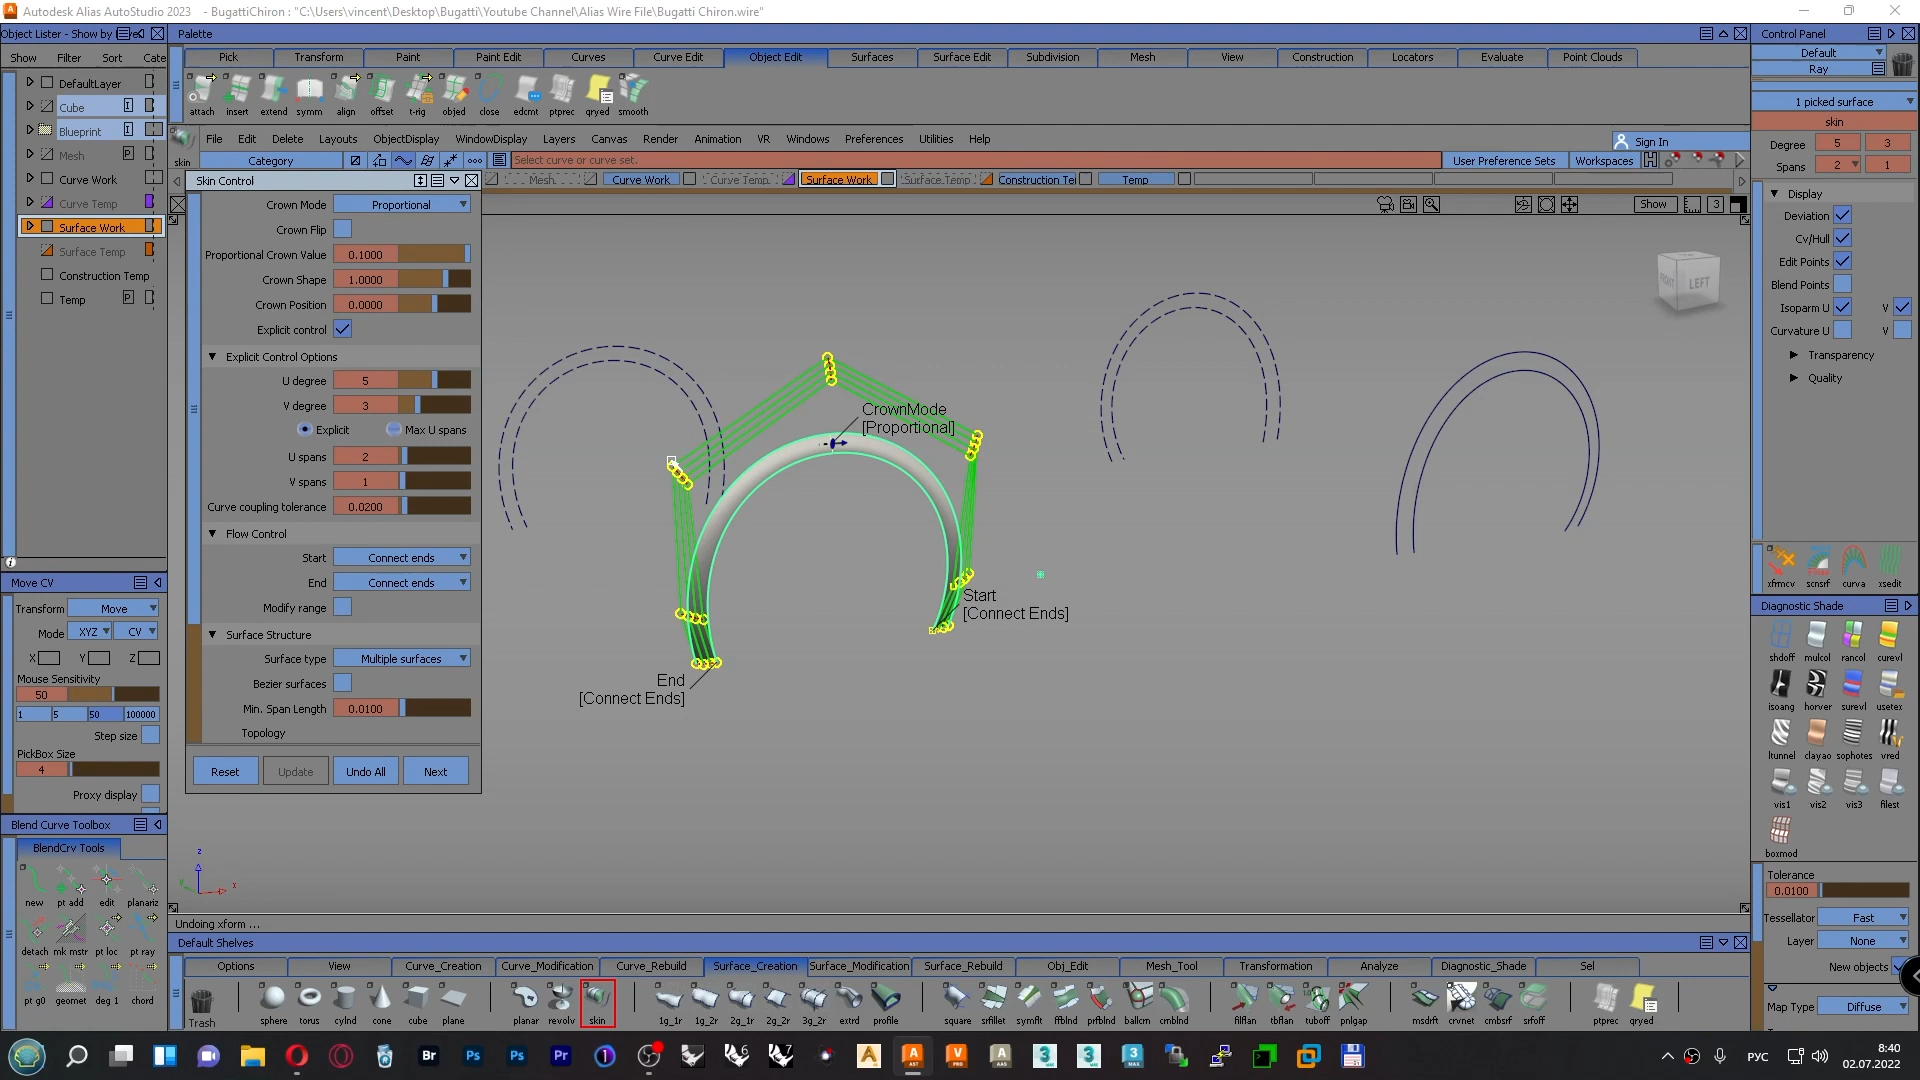 Autodesk Alias AutoStudio 2023 - BugattiChiron : "C:\Users\vincent\Desktop\Bugatti\Youtube Channel\Alias Wire File\Bugatti Chiron.wire"
Object Lister - Show by
Palette
Control Panel
Show Filter Sort Cate
Pick Transform Paint Paint Edit Curves Curve Edit Object Edit Surfaces Surface Edit Subdivision Mesh View Construction Locators Evaluate Point Clouds
Default
Ray
attach insert extend symm align offset t-rig objed close edcmt ptprec qryed smooth
File Edit Delete Layouts ObjectDisplay WindowDisplay Layers Canvas Render Animation VR Windows Preferences Utilities Help
Sign In
skin
Category
Select curve or curve set.
User Preference Sets Workspaces
Mesh Curve Work Curve Temp Surface Work Surface Temp Construction Te Temp
DefaultLayer
Cube I
Blueprint I
Mesh P
Curve Work
Curve Temp
Surface Work
Surface Temp
Construction Temp
Temp P
Skin Control
Crown Mode Proportional
Crown Flip
Proportional Crown Value 0.1000
Crown Shape 1.0000
Crown Position 0.0000
Explicit control
Explicit Control Options
U degree 5
V degree 3
Explicit Max U spans
U spans 2
V spans 1
Curve coupling tolerance 0.0200
Flow Control
Start Connect ends
End Connect ends
Modify range
Surface Structure
Surface type Multiple surfaces
Bezier surfaces
Min. Span Length 0.0100
Topology
Reset Update Undo All Next
Show 3
LEFT
CrownMode
[Proportional]
Start
[Connect Ends]
End
[Connect Ends]
z
x
Undoing xform ...
1 picked surface
skin
Degree 5 3
Spans 2 1
Display
Deviation
Cv/Hull
Edit Points
Blend Points
Isoparm U V
Curvature U V
Transparency
Quality
xfrmcv scnsrf curva xsedit
Diagnostic Shade
shdoff mulcol rancol curevl
isoang horver surevl usetex
ltunnel clayao sophotes vred
vis1 vis2 vis3 filest
boxmod
Tolerance
0.0100
Tessellator Fast
Layer None
New objects
Map Type Diffuse
Move CV
Transform Move
Mode XYZ CV
X Y Z
Mouse Sensitivity
50
1 5 50 100000
Step size
PickBox Size
4
Proxy display
Blend Curve Toolbox
BlendCrv Tools
new pt add edit planariz
detach mk mstr pt loc pt ray
pt g0 geomet deg 1 chord
Default Shelves
Options View Curve_Creation Curve_Modification Curve_Rebuild Surface_Creation Surface_Modification Surface_Rebuild Obj_Edit Mesh_Tool Transformation Analyze Diagnostic_Shade Sel
Trash sphere torus cylnd cone cube plane planar revolv skin 1g_1r 1g_2r 2g_1r 2g_2r 3g_2r extrd profile square srfillet symflt ffblnd prfblnd ballcrn cmblnd filflan tbflan tuboff pnlgap msdrft crvnet cmbsrf srfoff ptprec qryed
Br Ps Ps Pr
РУС
8:40
02.07.2022